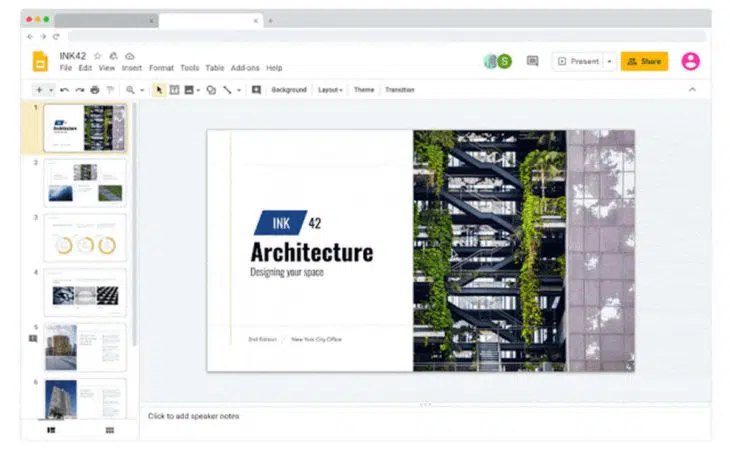 INK42
File Edit View Insert Format Tools Table Add-ons Help
S
Present
Share
Background Layout Theme Transition
1
Architecture
2
3
4
5
6
INK 42
Architecture
Designing your space
2nd Edition / New York City Office
Click to add speaker notes